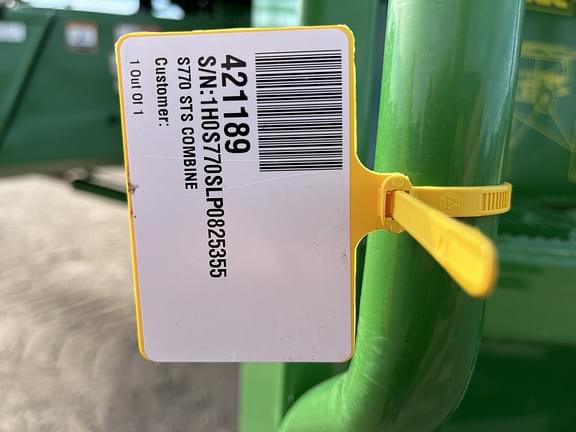 421189
S/N:1H0S770SLP0825355
S770 STS COMBINE
Customer:
1 Out Of 1